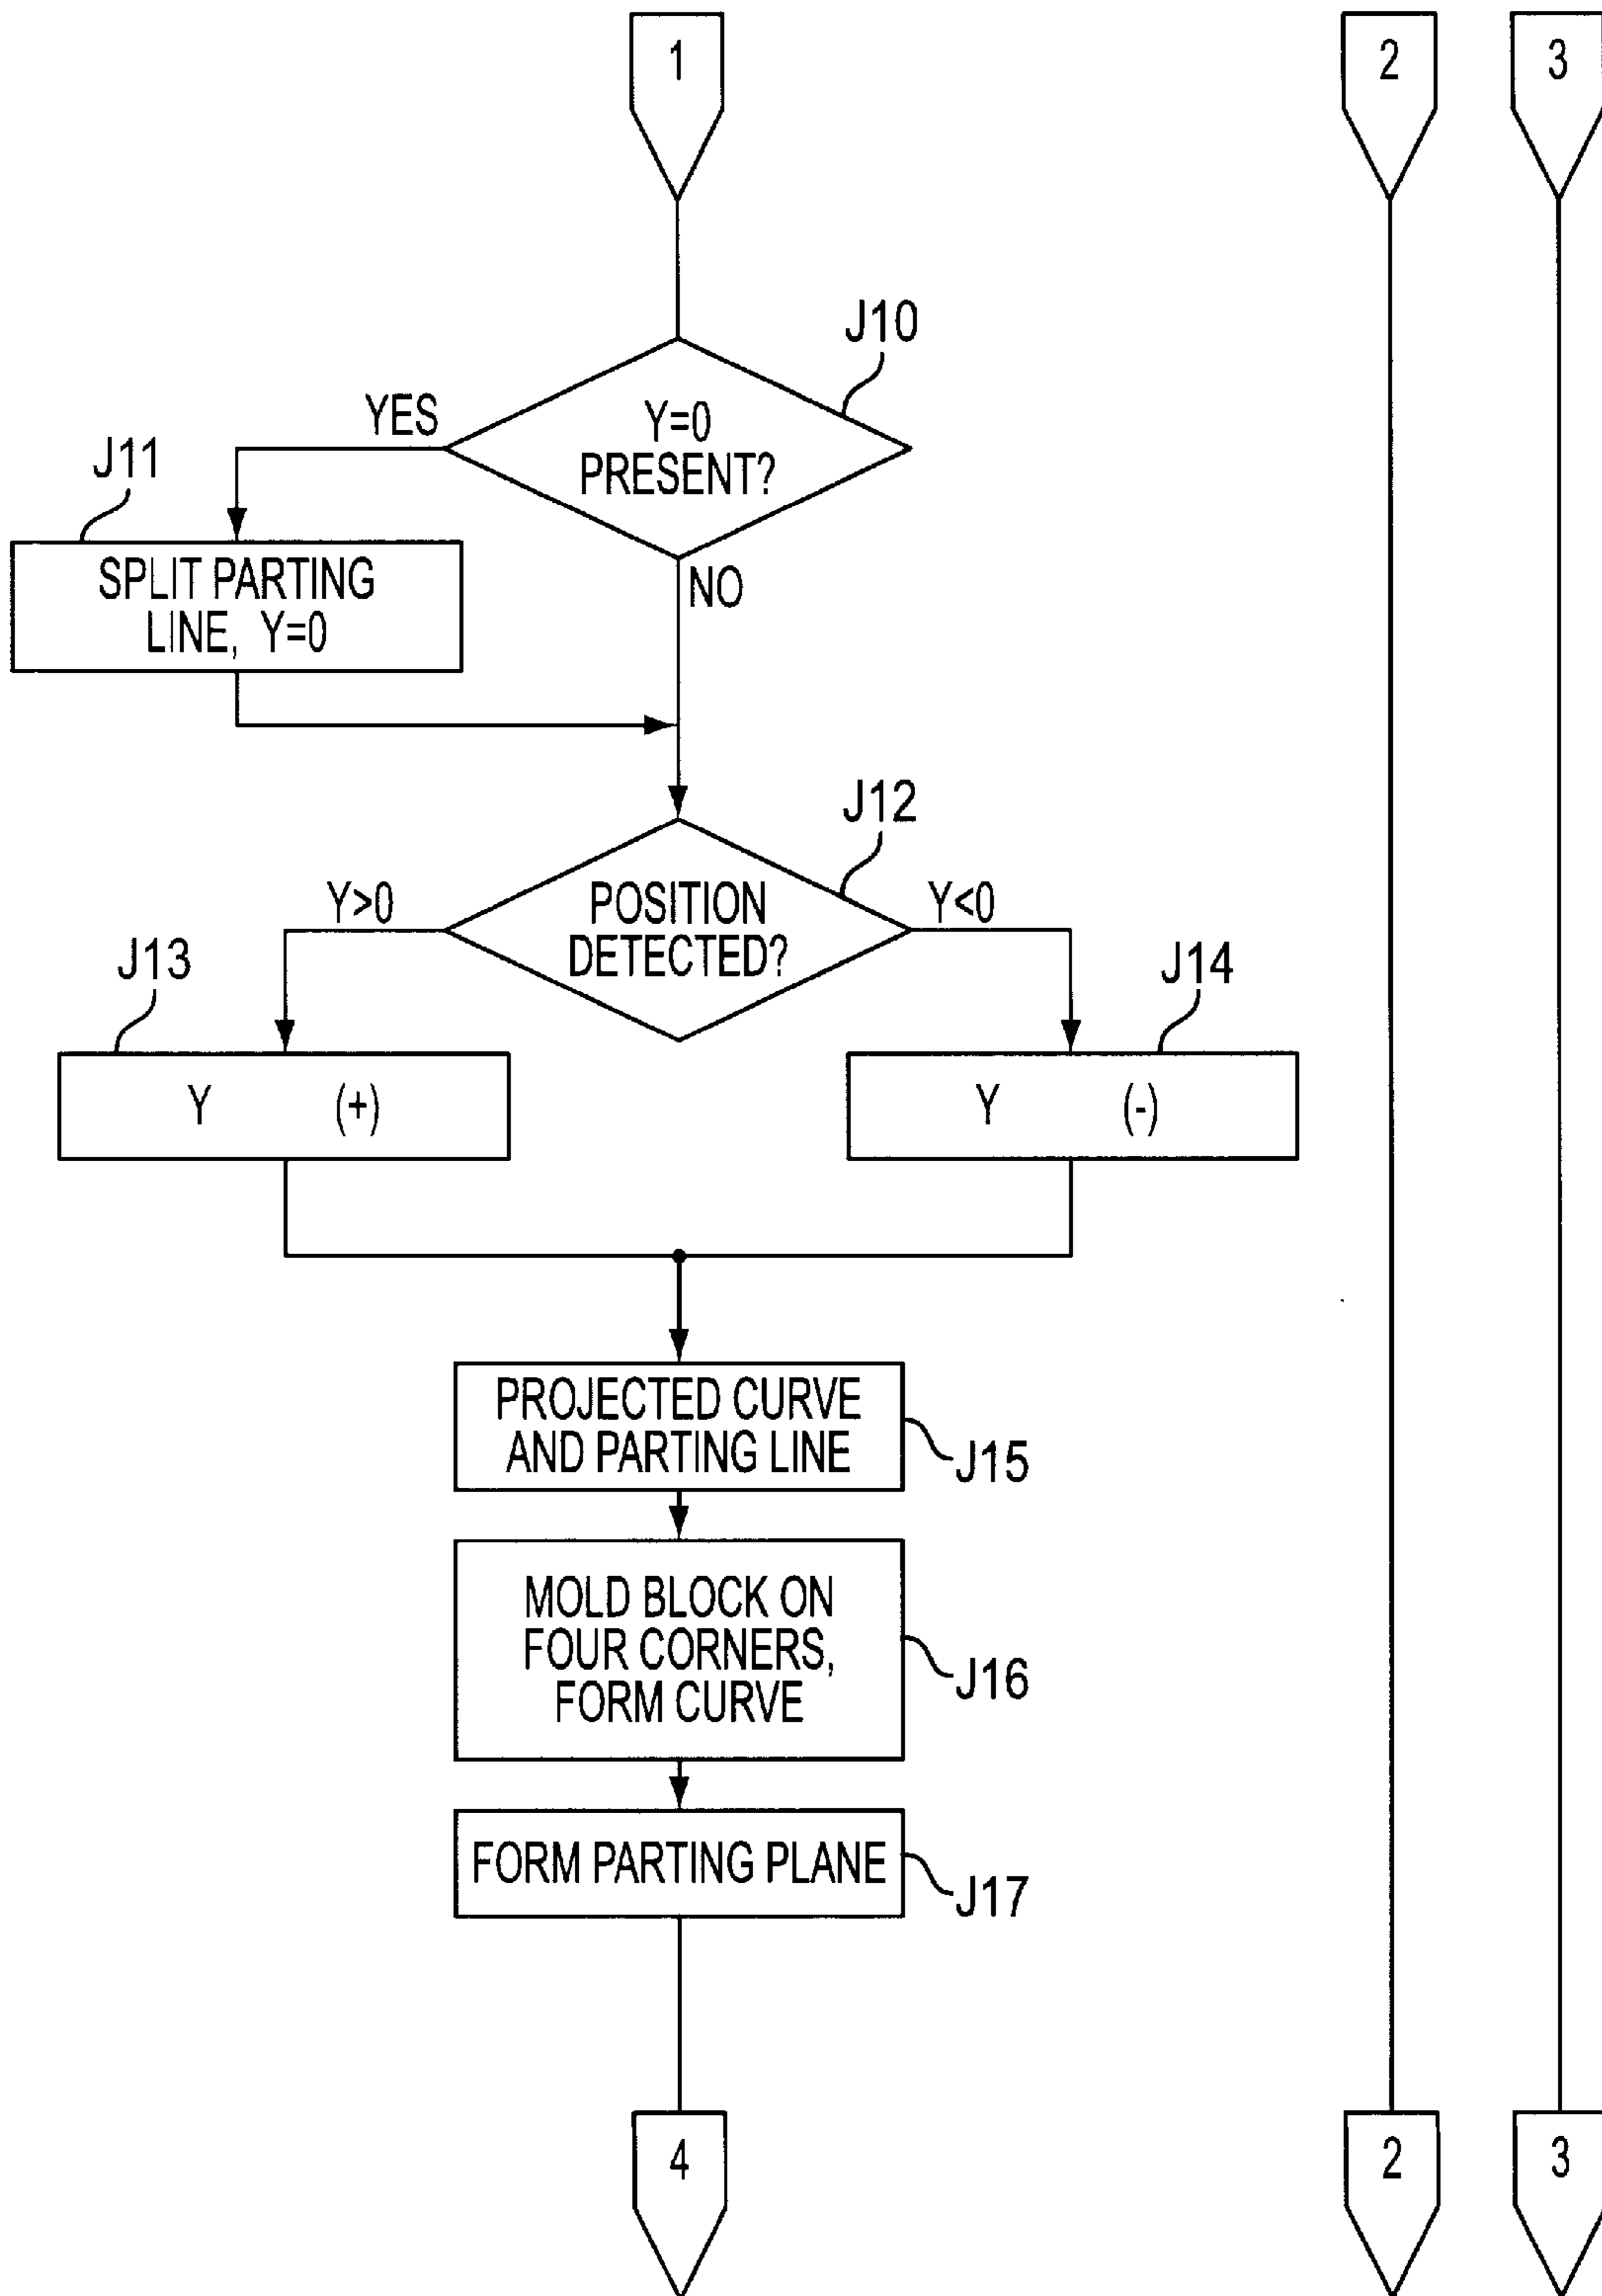 1
2
3
J10
YES
Y=0
PRESENT?
J11
SPLIT PARTING
LINE, Y=0
NO
J12
Y>0
POSITION
DETECTED?
Y<0
J13
J14
Y (+)
Y (-)
PROJECTED CURVE
AND PARTING LINE
J15
MOLD BLOCK ON
FOUR CORNERS,
FORM CURVE
J16
FORM PARTING PLANE
J17
4
2
3